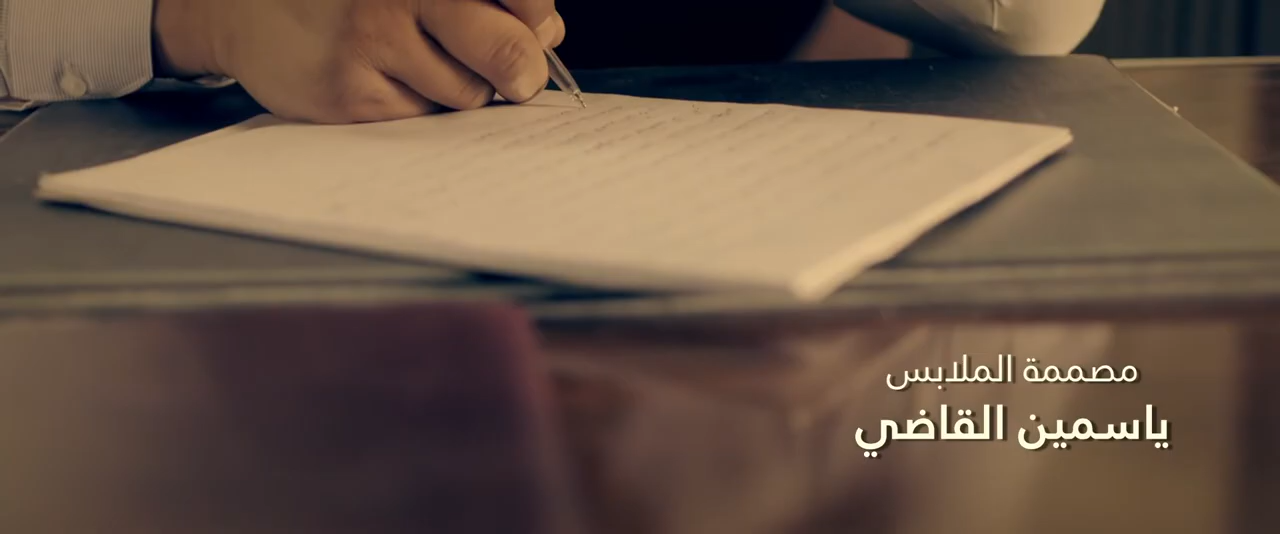 مصممة الملابس
ياسمين القاضي